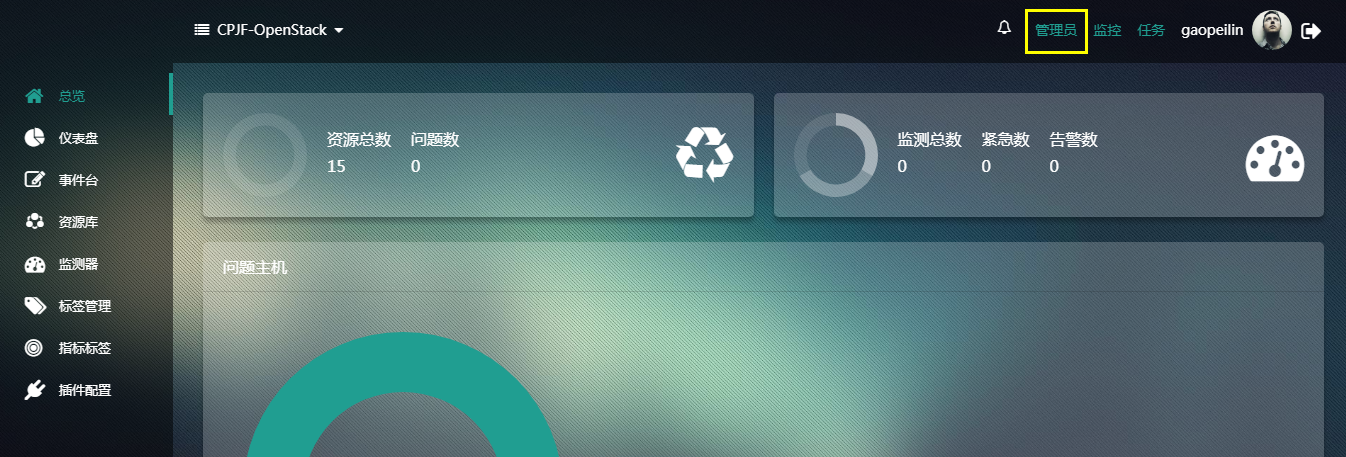 CPJF-OpenStack
管理员 监控 任务 gaopeilin
总览
仪表盘
事件台
资源库
监测器
标签管理
指标标签
插件配置
资源总数 问题数
15 0
监测总数 紧急数 告警数
0 0 0
问题主机